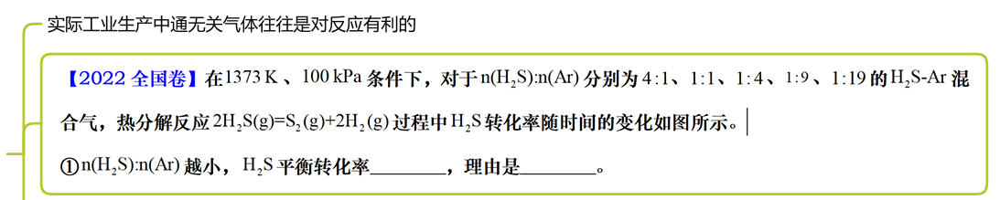 实际工业生产中通无关气体往往是对反应有利的
【2022 全国卷】在1373 K 、100 kPa 条件下，对于 n(H₂S):n(Ar) 分别为 4:1、1:1、1:4、1:9、1:19 的 H₂S-Ar 混
合气，热分解反应 2H₂S(g)=S₂(g)+2H₂(g) 过程中 H₂S 转化率随时间的变化如图所示。
①n(H₂S):n(Ar) 越小，H₂S 平衡转化率________，理由是________。